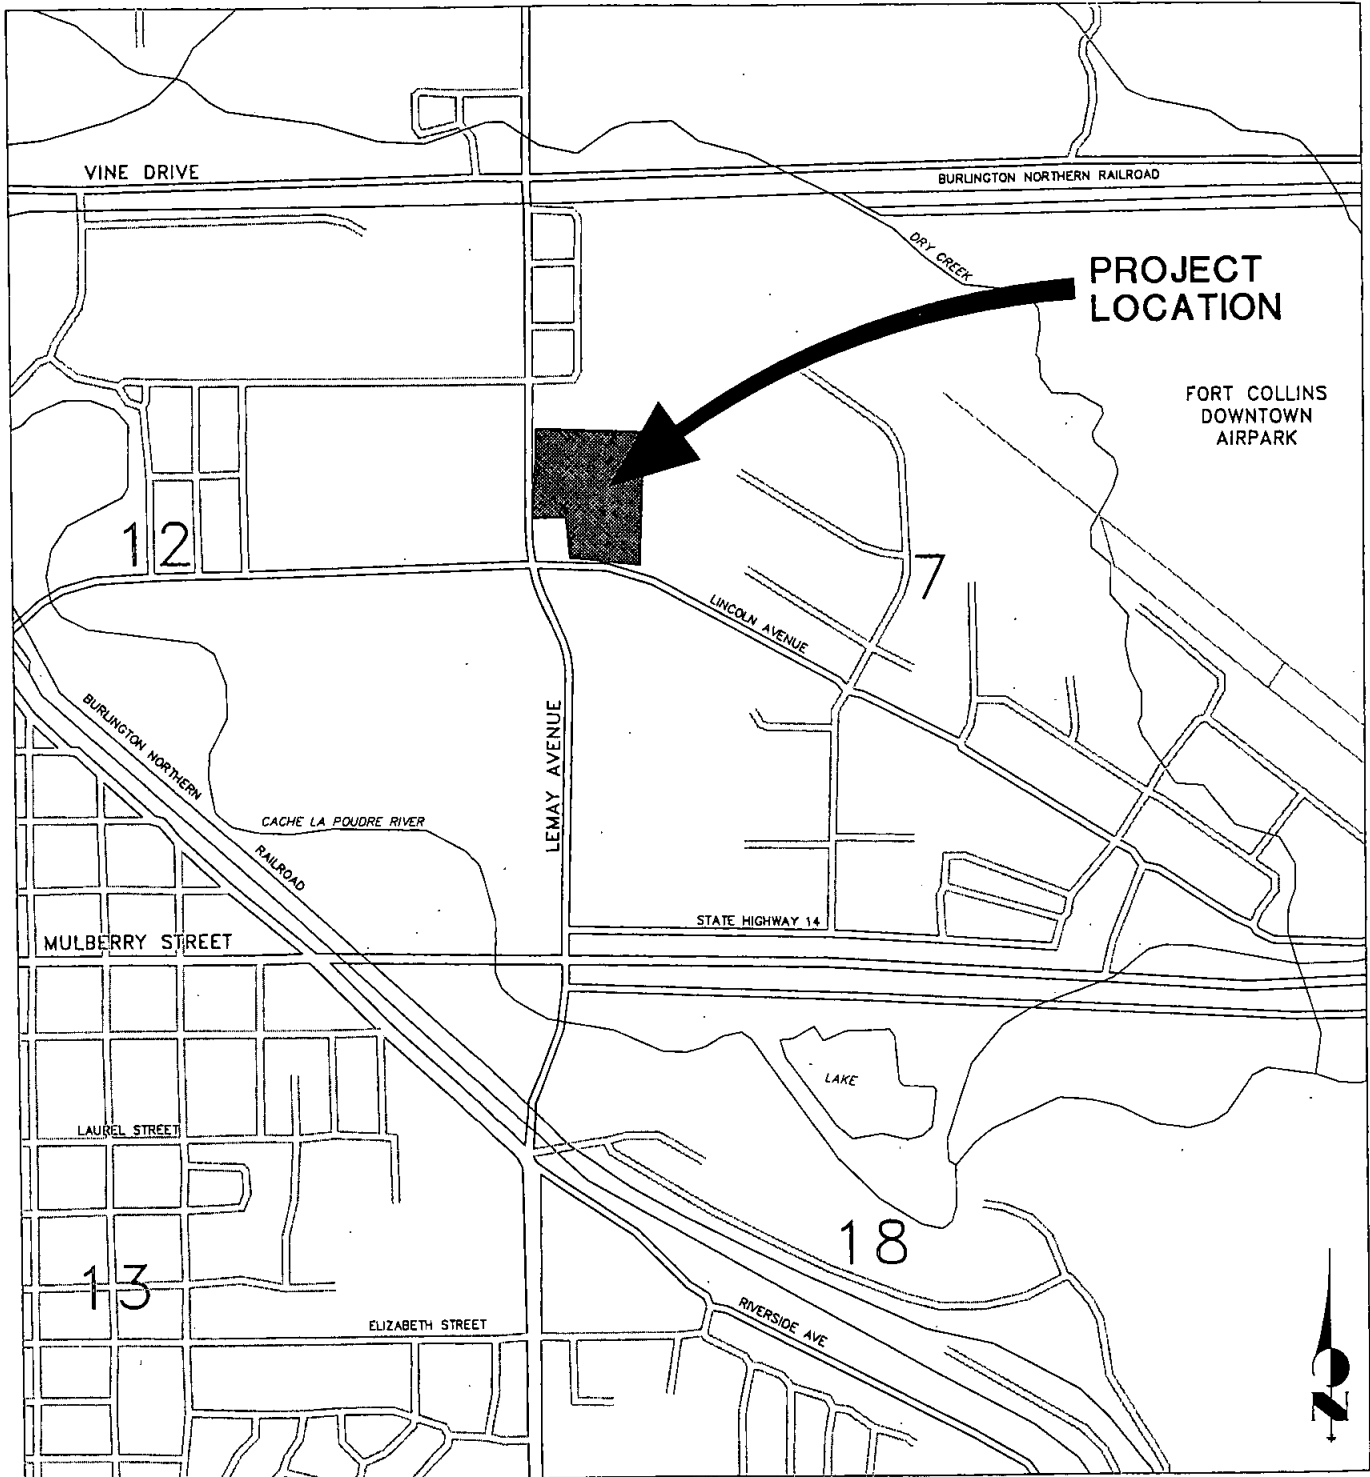 VINE DRIVE
BURLINGTON NORTHERN RAILROAD
DRY CREEK
PROJECT
LOCATION
FORT COLLINS
DOWNTOWN
AIRPARK
12
7
LINCOLN AVENUE
BURLINGTON NORTHERN
RAILROAD
LEMAY AVENUE
CACHE LA POUDRE RIVER
STATE HIGHWAY 14
MULBERRY STREET
LAKE
LAUREL STREET
18
13
RIVERSIDE AVE
ELIZABETH STREET
N